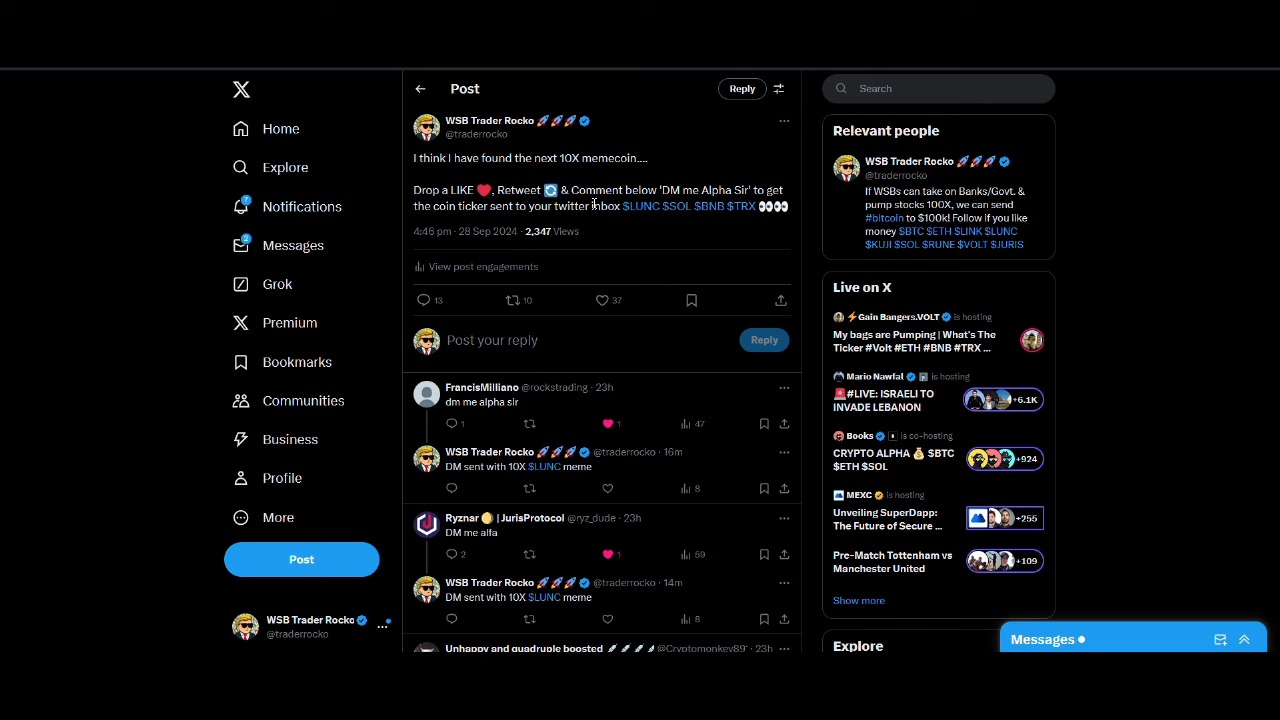 Home
Explore
7
Notifications
2
Messages
Grok
Premium
Bookmarks
Communities
Business
Profile
More
Post
WSB Trader Rocko 🚀🚀🚀
@traderrocko
Post
Reply
WSB Trader Rocko 🚀🚀🚀
@traderrocko
I think I have found the next 10X memecoin....
Drop a LIKE ❤️, Retweet 🔄 & Comment below 'DM me Alpha Sir' to get
the coin ticker sent to your twitter inbox $LUNC $SOL $BNB $TRX 👀👀
4:46 pm · 28 Sep 2024 · 2,347 Views
View post engagements
13 10 37
Post your reply
Reply
FrancisMilliano @rockstrading · 23h
dm me alpha sir
1 1 47
WSB Trader Rocko 🚀🚀🚀 @traderrocko · 16m
DM sent with 10X $LUNC meme
8
Ryznar 🌕 | JurisProtocol @ryz_dude · 23h
DM me alfa
2 1 59
WSB Trader Rocko 🚀🚀🚀 @traderrocko · 14m
DM sent with 10X $LUNC meme
8
Unhappy and quadruple boosted @Cryptomonkey89 · 23h
Search
Relevant people
WSB Trader Rocko 🚀🚀🚀
@traderrocko
If WSBs can take on Banks/Govt. &
pump stocks 100X, we can send
#bitcoin to $100k! Follow if you like
money $BTC $ETH $LINK $LUNC
$KUJI $SOL $RUNE $VOLT $JURIS
Live on X
⚡Gain Bangers.VOLT is hosting
My bags are Pumping | What's The
Ticker #Volt #ETH #BNB #TRX ...
Mario Nawfal is hosting
🚨#LIVE: ISRAELI TO
INVADE LEBANON
+6.1K
Books is co-hosting
CRYPTO ALPHA 💰 $BTC
$ETH $SOL
+924
MEXC is hosting
Unveiling SuperDapp:
The Future of Secure ...
+255
Pre-Match Tottenham vs
Manchester United
+109
Show more
Explore
Messages